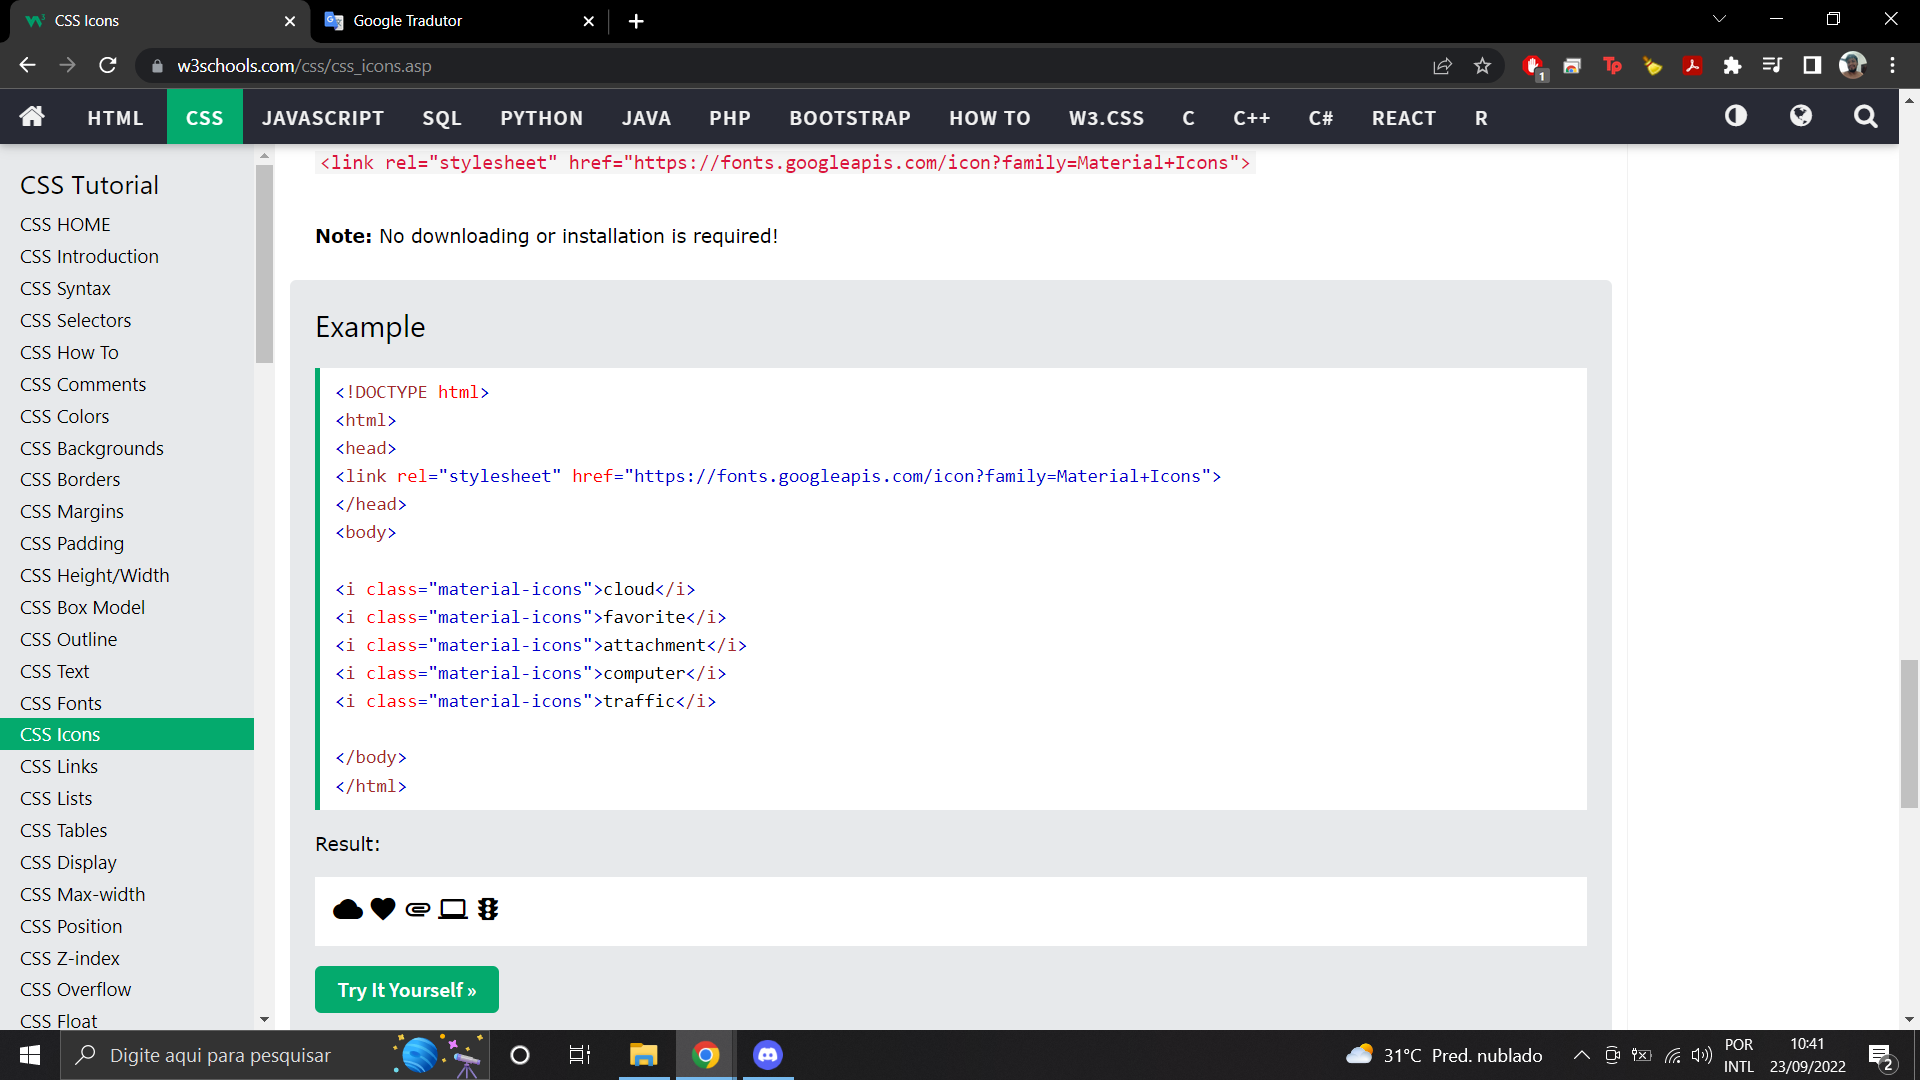 CSS Icons
Google Tradutor
w3schools.com/css/css_icons.asp
1
HTML CSS JAVASCRIPT SQL PYTHON JAVA PHP BOOTSTRAP HOW TO W3.CSS C C++ C# REACT R
CSS Tutorial
CSS HOME
CSS Introduction
CSS Syntax
CSS Selectors
CSS How To
CSS Comments
CSS Colors
CSS Backgrounds
CSS Borders
CSS Margins
CSS Padding
CSS Height/Width
CSS Box Model
CSS Outline
CSS Text
CSS Fonts
CSS Icons
CSS Links
CSS Lists
CSS Tables
CSS Display
CSS Max-width
CSS Position
CSS Z-index
CSS Overflow
CSS Float
<link rel="stylesheet" href="https://fonts.googleapis.com/icon?family=Material+Icons">
Note: No downloading or installation is required!
Example
<!DOCTYPE html>
<html>
<head>
<link rel="stylesheet" href="https://fonts.googleapis.com/icon?family=Material+Icons">
</head>
<body>
<i class="material-icons">cloud</i>
<i class="material-icons">favorite</i>
<i class="material-icons">attachment</i>
<i class="material-icons">computer</i>
<i class="material-icons">traffic</i>
</body>
</html>
Result:
Try It Yourself »
Digite aqui para pesquisar
31°C Pred. nublado
POR
INTL
10:41
23/09/2022
2